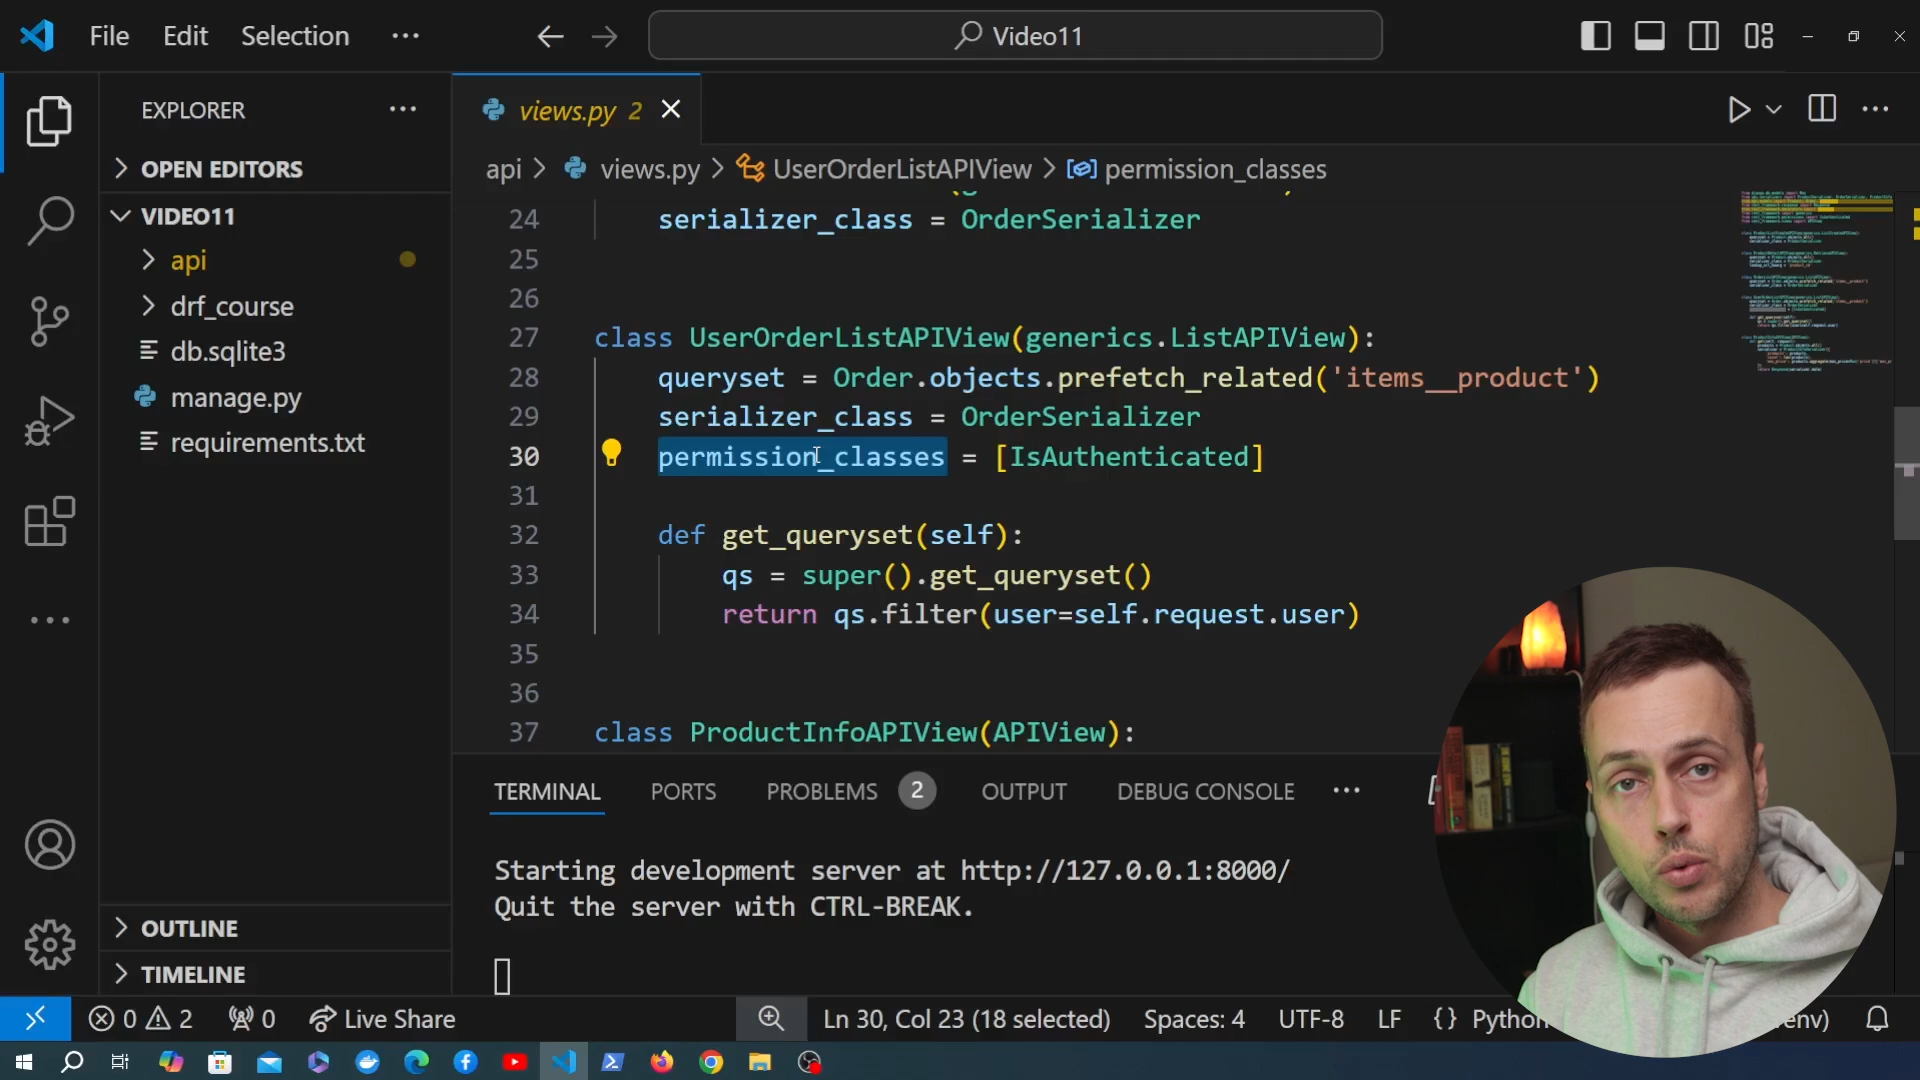 File Edit Selection ···
Video11
EXPLORER ···
OPEN EDITORS
VIDEO11
api
drf_course
db.sqlite3
manage.py
requirements.txt
OUTLINE
TIMELINE
views.py 2
api > views.py > UserOrderListAPIView > permission_classes
24 serializer_class = OrderSerializer
25
26
27 class UserOrderListAPIView(generics.ListAPIView):
28 queryset = Order.objects.prefetch_related('items__product')
29 serializer_class = OrderSerializer
30 permission_classes = [IsAuthenticated]
31
32 def get_queryset(self):
33 qs = super().get_queryset()
34 return qs.filter(user=self.request.user)
35
36
37 class ProductInfoAPIView(APIView):
TERMINAL PORTS PROBLEMS 2 OUTPUT DEBUG CONSOLE ···
Starting development server at http://127.0.0.1:8000/
Quit the server with CTRL-BREAK.
0 2 0 Live Share Ln 30, Col 23 (18 selected) Spaces: 4 UTF-8 LF {} Python env)